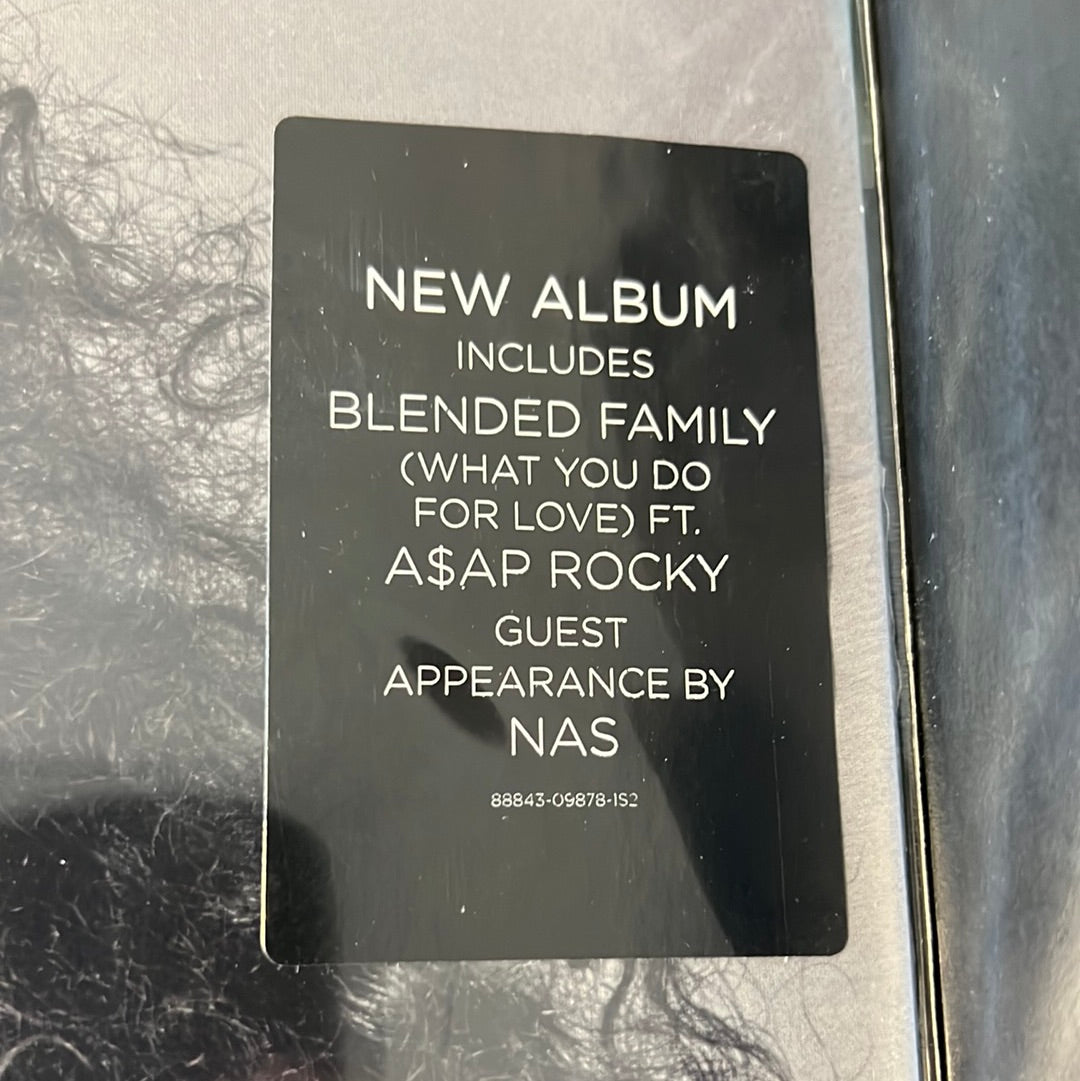 NEW ALBUM
INCLUDES
BLENDED FAMILY
(WHAT YOU DO
FOR LOVE) FT.
A$AP ROCKY
GUEST
APPEARANCE BY
NAS
88843-09878-IS2